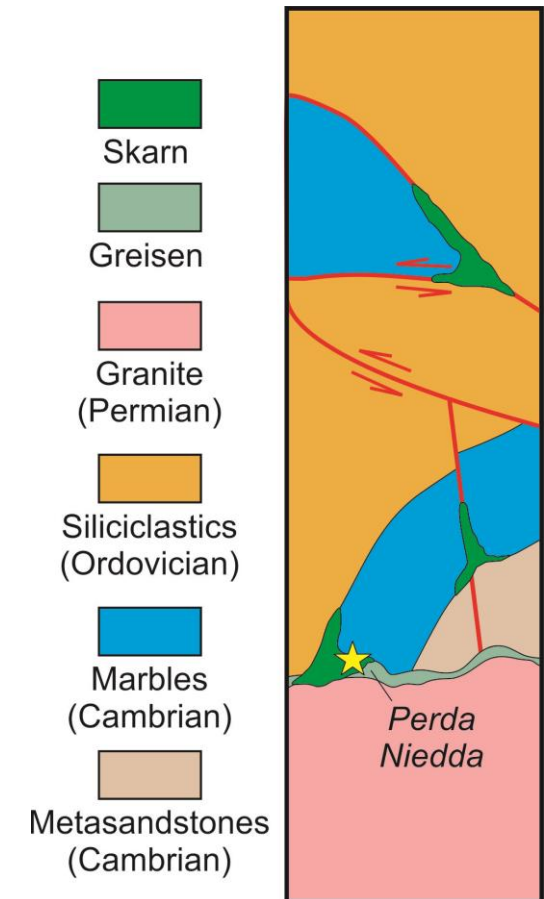 Skarn
Greisen
Granite
(Permian)
Siliciclastics
(Ordovician)
Marbles
(Cambrian)
Metasandstones
(Cambrian)
Perda
Niedda